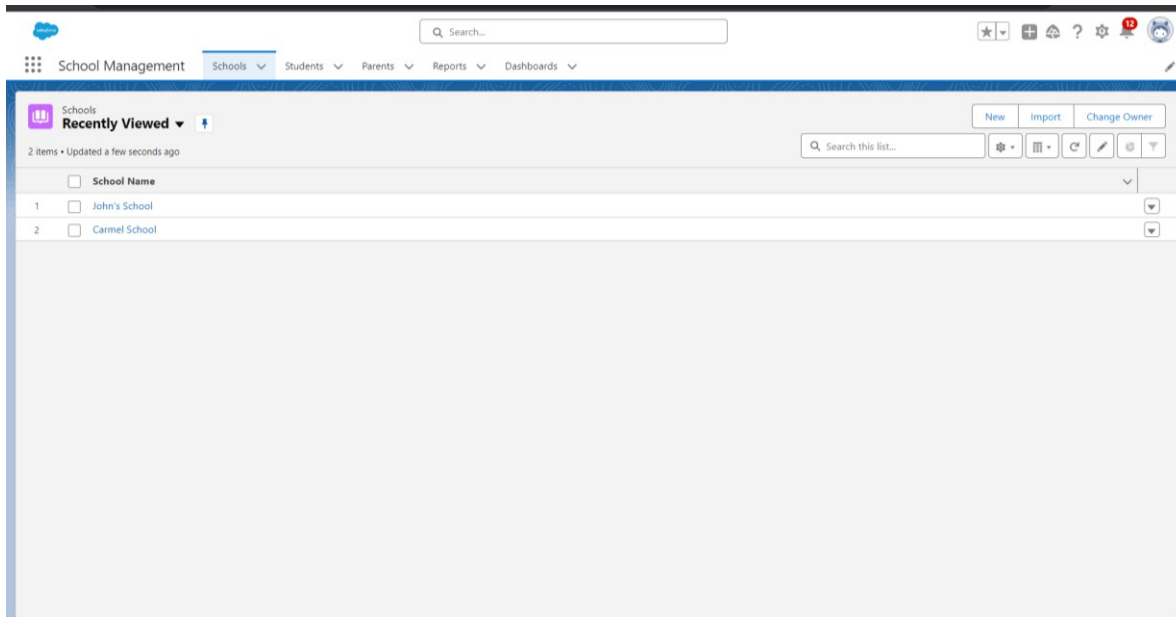 salesforce
Search...
12
School Management Schools Students Parents Reports Dashboards
Schools
Recently Viewed
New Import Change Owner
2 items • Updated a few seconds ago
Search this list...
School Name
1 John's School
2 Carmel School